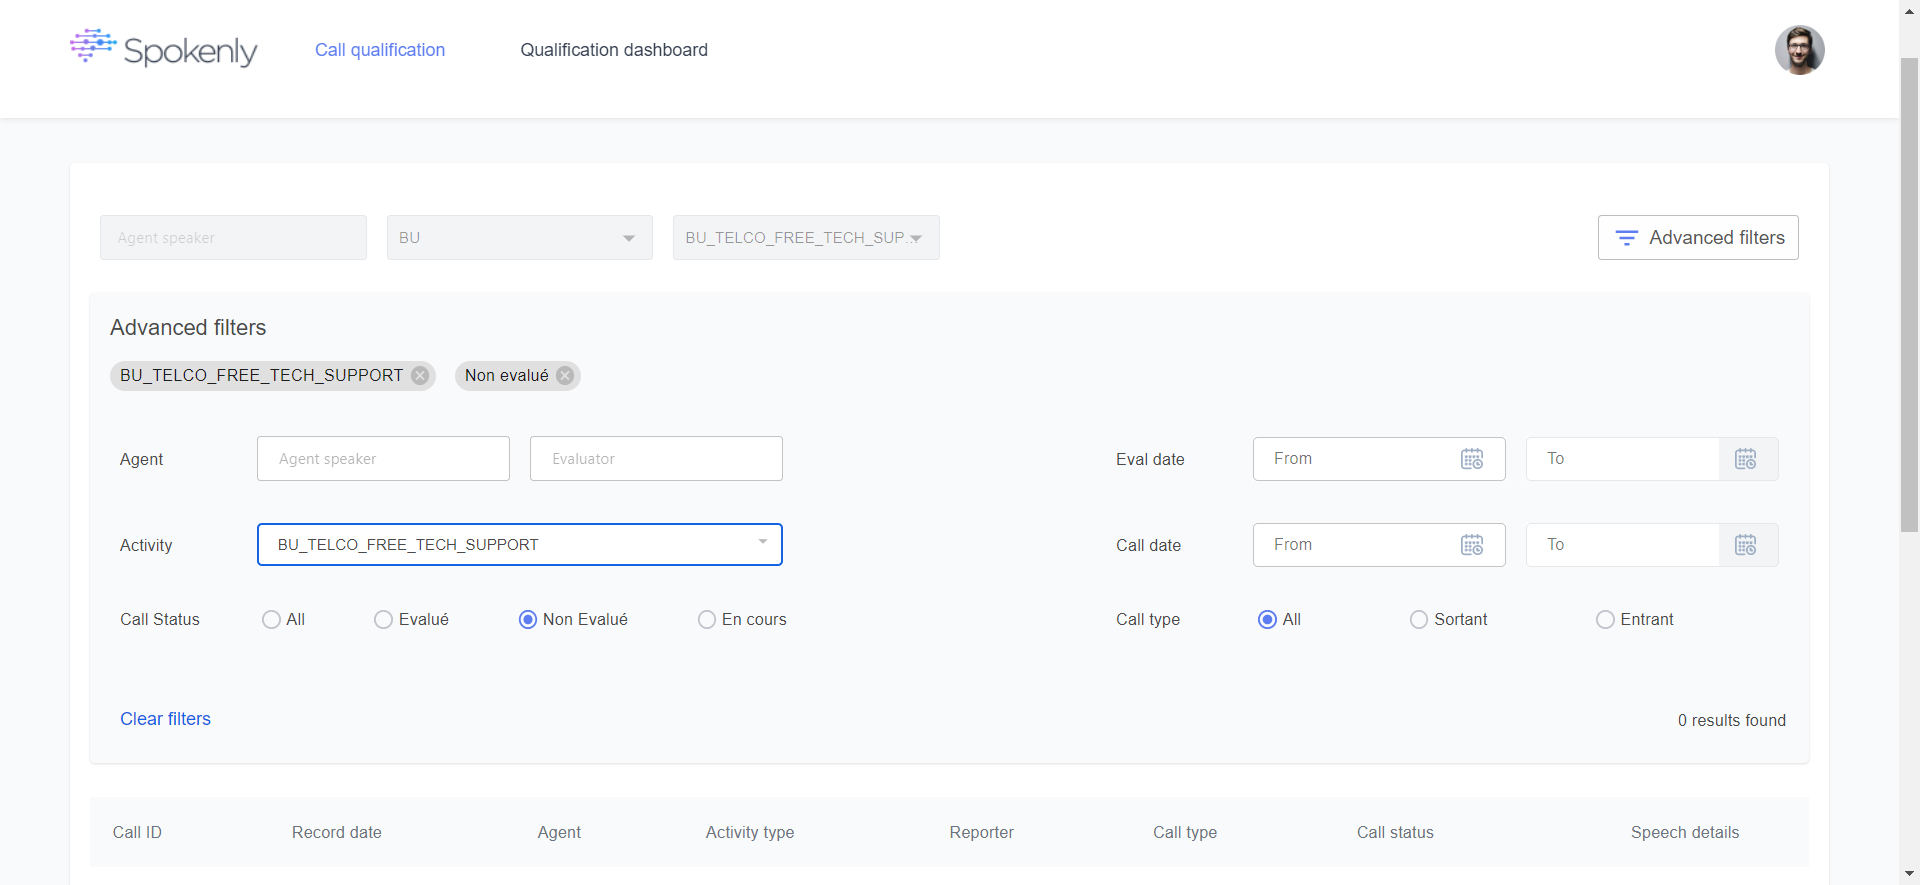 Spokenly
Call qualification
Qualification dashboard
Agent speaker
BU
BU_TELCO_FREE_TECH_SUP...
Advanced filters
Advanced filters
BU_TELCO_FREE_TECH_SUPPORT
Non evalué
Agent
Agent speaker
Evaluator
Eval date
From
To
Activity
BU_TELCO_FREE_TECH_SUPPORT
Call date
From
To
Call Status
All
Evalué
Non Evalué
En cours
Call type
All
Sortant
Entrant
Clear filters
0 results found
Call ID
Record date
Agent
Activity type
Reporter
Call type
Call status
Speech details